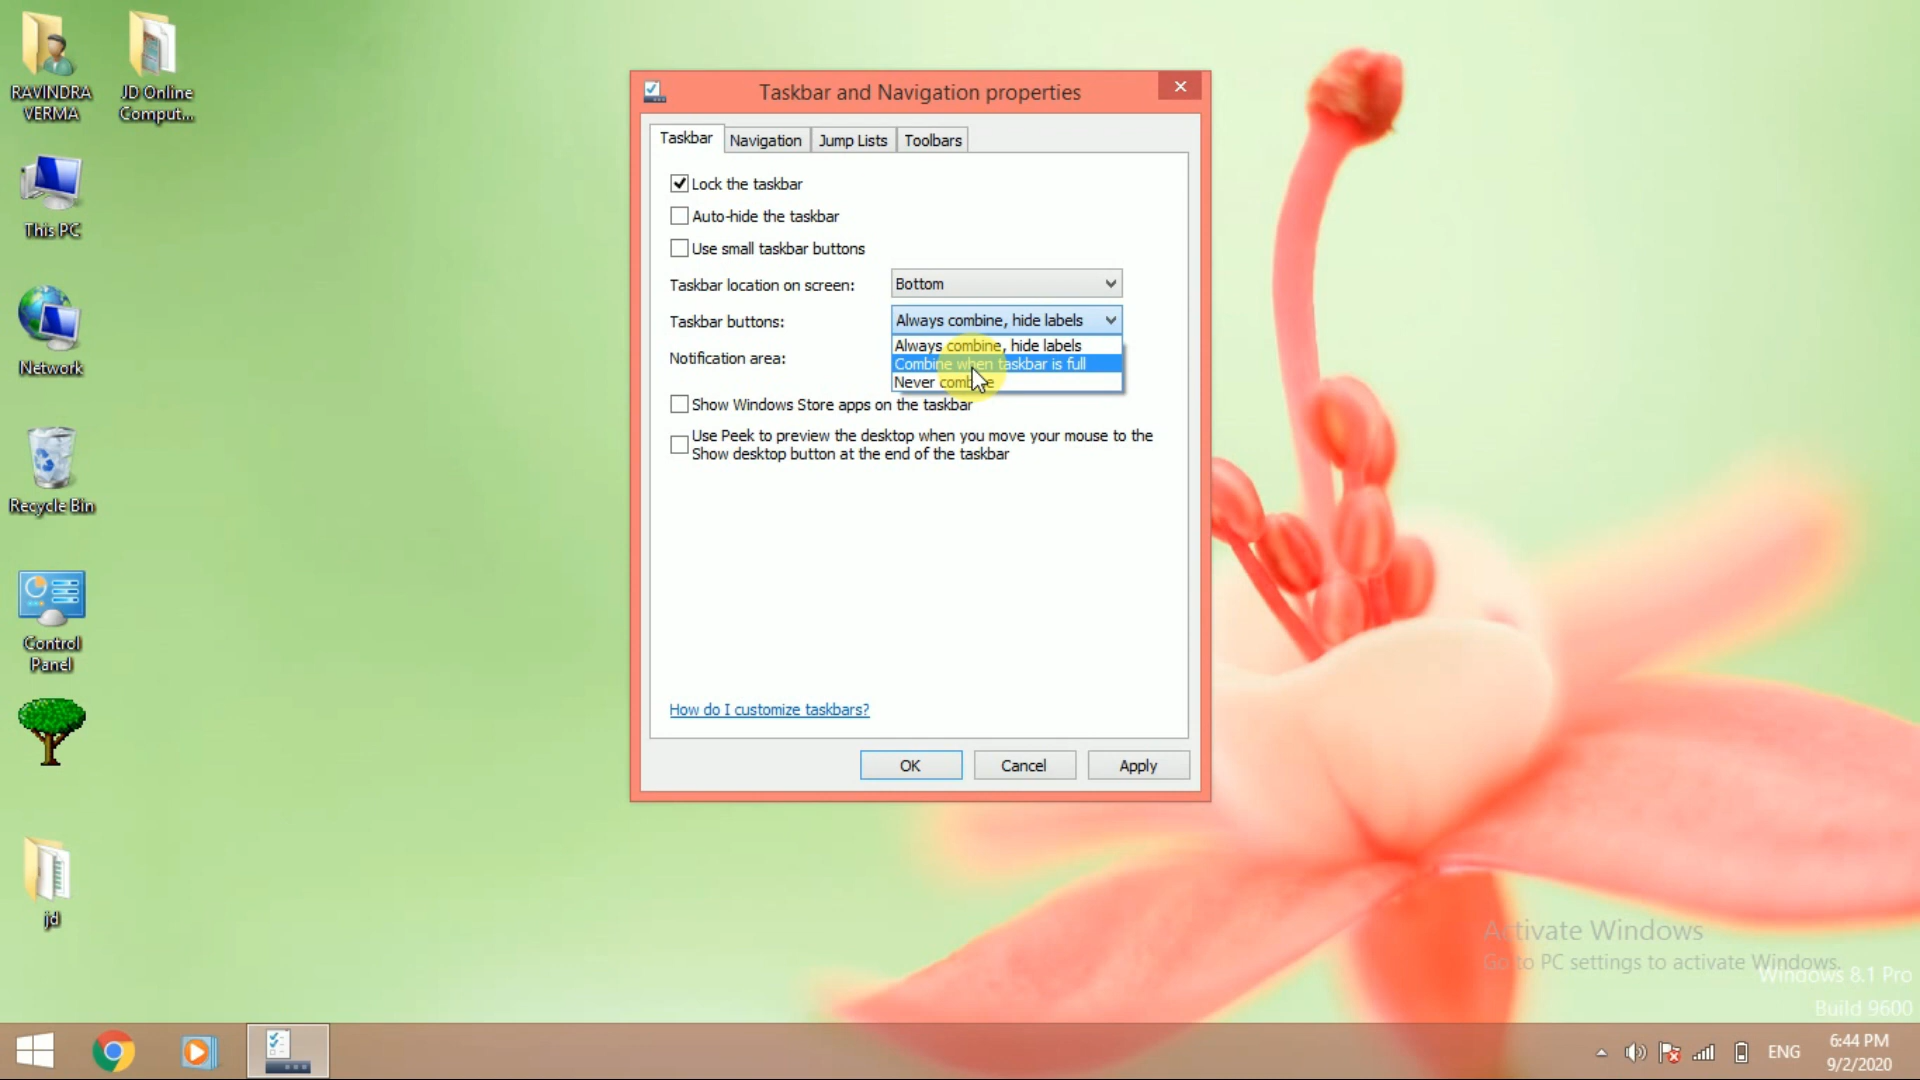 RAVINDRA
VERMA
JD Online
Comput...
This PC
Network
Recycle Bin
Control
Panel
jd
Taskbar and Navigation properties
Taskbar
Navigation
Jump Lists
Toolbars
Lock the taskbar
Auto-hide the taskbar
Use small taskbar buttons
Taskbar location on screen:
Bottom
Taskbar buttons:
Always combine, hide labels
Always combine, hide labels
Combine when taskbar is full
Never combine
Notification area:
Show Windows Store apps on the taskbar
Use Peek to preview the desktop when you move your mouse to the
Show desktop button at the end of the taskbar
How do I customize taskbars?
OK
Cancel
Apply
Activate Windows
Go to PC settings to activate Windows.
Windows 8.1 Pro
Build 9600
ENG
6:44 PM
9/2/2020